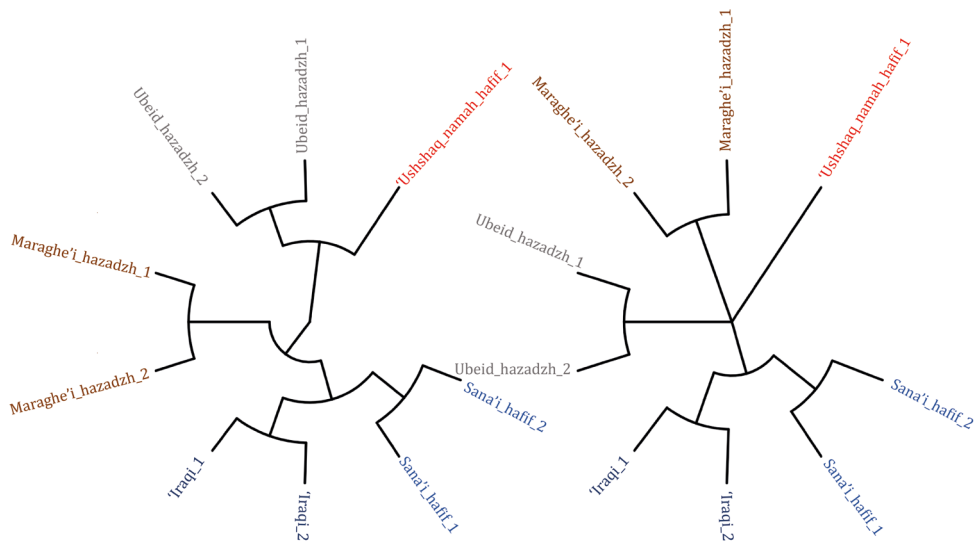 Ubeid_hazadzh_1
Ubeid_hazadzh_2
‘Ushshaq_namah_hafif_1
Maraghe’i_hazadzh_1
Maraghe’i_hazadzh_2
‘Iraqi_1
‘Iraqi_2
Sana’i_hafif_1
Sana’i_hafif_2
Maraghe’i_hazadzh_1
Maraghe’i_hazadzh_2
‘Ushshaq_namah_hafif_1
Ubeid_hazadzh_1
Ubeid_hazadzh_2
‘Iraqi_1
‘Iraqi_2
Sana’i_hafif_1
Sana’i_hafif_2